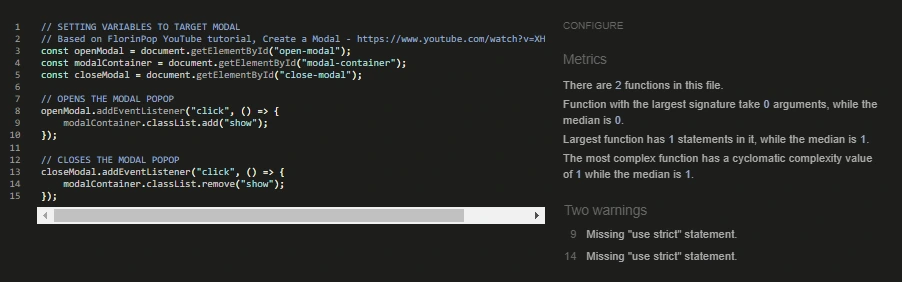 CONFIGURE
1 // SETTING VARIABLES TO TARGET MODAL
2 // Based on FlorinPop YouTube tutorial, Create a Modal - https://www.youtube.com/watch?v=XH
3 const openModal = document.getElementById("open-modal");
4 const modalContainer = document.getElementById("modal-container");
5 const closeModal = document.getElementById("close-modal");
6
7 // OPENS THE MODAL POPOP
8 openModal.addEventListener("click", () => {
9 modalContainer.classList.add("show");
10 });
11
12 // CLOSES THE MODAL POPOP
13 closeModal.addEventListener("click", () => {
14 modalContainer.classList.remove("show");
15 });
Metrics
There are 2 functions in this file.
Function with the largest signature take 0 arguments, while the
median is 0.
Largest function has 1 statements in it, while the median is 1.
The most complex function has a cyclomatic complexity value
of 1 while the median is 1.
Two warnings
9 Missing "use strict" statement.
14 Missing "use strict" statement.